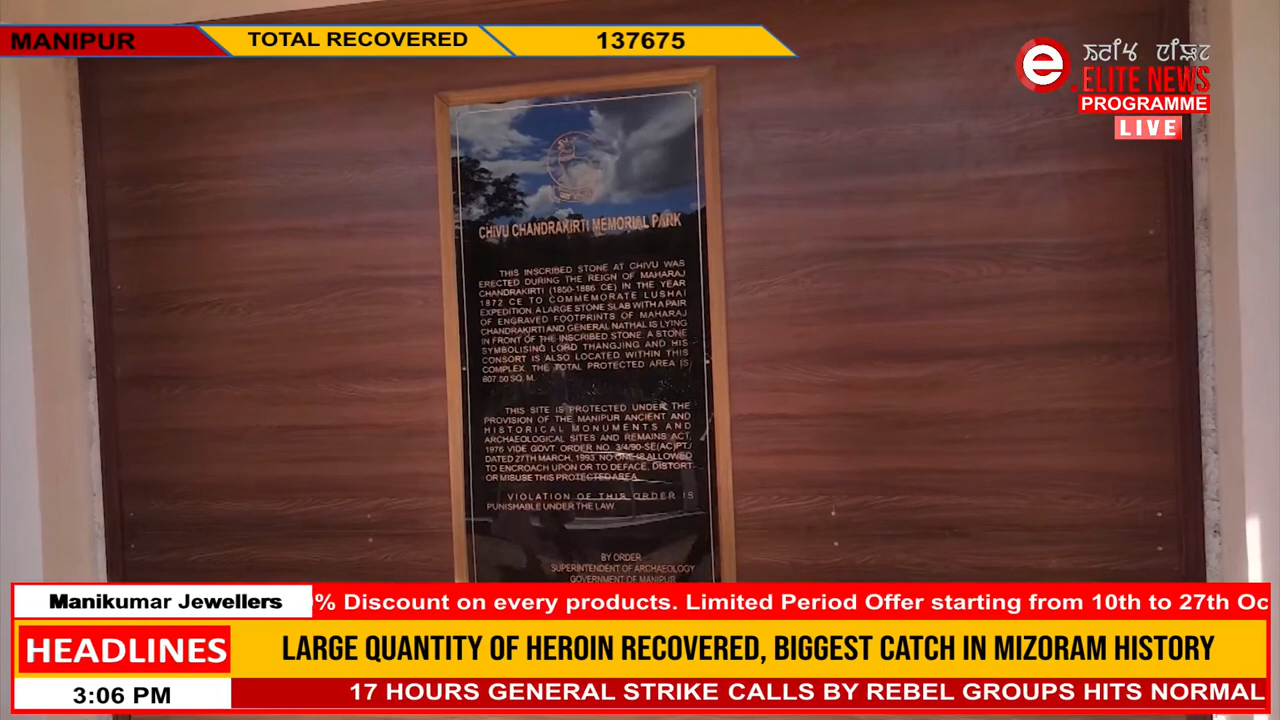 MANIPUR TOTAL RECOVERED 137675
ꯏꯂꯤꯠ
e.ELITE NEWS
PROGRAMME
LIVE
CHIVU CHANDRAKIRTI MEMORIAL PARK
THIS INSCRIBED STONE AT CHIVU WAS
ERECTED DURING THE REIGN OF MAHARAJ
CHANDRAKIRTI (1850-1886 CE) IN THE YEAR
1872 CE TO COMMEMORATE LUSHAI
EXPEDITION. A LARGE STONE SLAB WITH A PAIR
OF ENGRAVED FOOTPRINTS OF MAHARAJ
CHANDRAKIRTI AND GENERAL NATHAL IS LYING
IN FRONT OF THE INSCRIBED STONE. A STONE
SYMBOLISING LORD THANGJING AND HIS
CONSORT IS ALSO LOCATED WITHIN THIS
COMPLEX. THE TOTAL PROTECTED AREA IS
607.50 SQ. M.
THIS SITE IS PROTECTED UNDER THE
PROVISION OF THE MANIPUR ANCIENT AND
HISTORICAL MONUMENTS AND
ARCHAEOLOGICAL SITES AND REMAINS ACT,
1976 VIDE GOVT. ORDER NO. 3/4/90-SE(AC)PT./
DATED 27TH MARCH, 1993. NO ONE IS ALLOWED
TO ENCROACH UPON OR TO DEFACE, DISTORT
OR MISUSE THIS PROTECTED AREA.
VIOLATION OF THIS ORDER IS
PUNISHABLE UNDER THE LAW.
BY ORDER
SUPERINTENDENT OF ARCHAEOLOGY
GOVERNMENT OF MANIPUR
Manikumar Jewellers % Discount on every products. Limited Period Offer starting from 10th to 27th Oc
HEADLINES LARGE QUANTITY OF HEROIN RECOVERED, BIGGEST CATCH IN MIZORAM HISTORY
3:06 PM 17 HOURS GENERAL STRIKE CALLS BY REBEL GROUPS HITS NORMAL